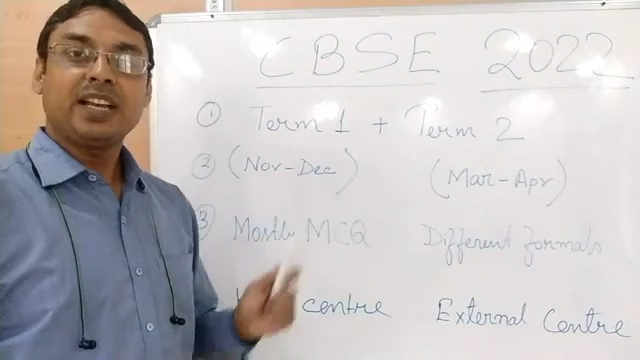 CBSE 2022
① Term 1 + Term 2
② (Nov-Dec) (Mar-Apr)
3 Mostly MCQ Different formats
centre External Centre